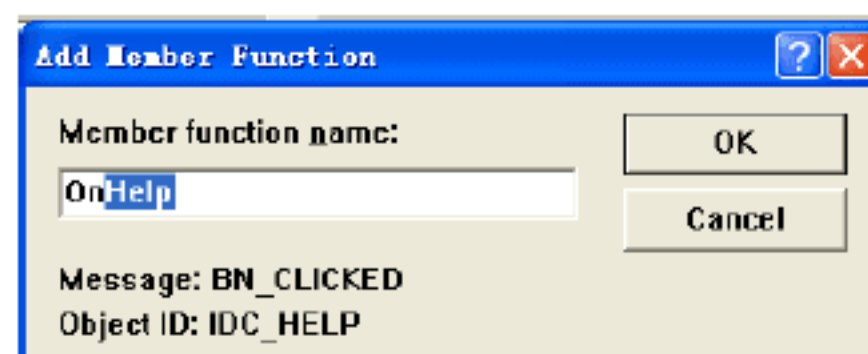 Add Member Function
Member function name:
OK
OnHelp
Cancel
Message: BN_CLICKED
Object ID: IDC_HELP